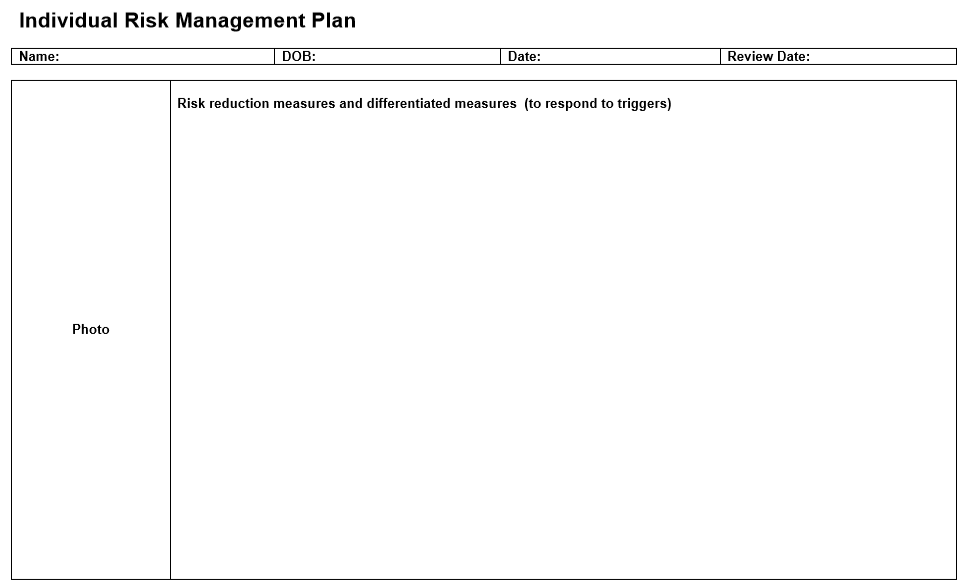 Individual Risk Management Plan
Name: DOB: Date: Review Date:
Risk reduction measures and differentiated measures  (to respond to triggers)
Photo